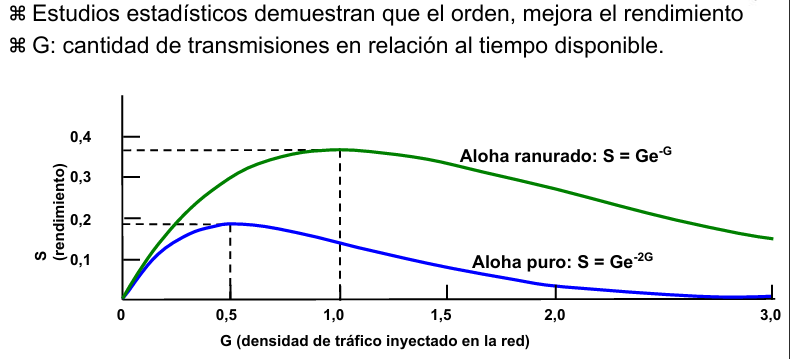 ⌘ Estudios estadísticos demuestran que el orden, mejora el rendimiento
⌘ G: cantidad de transmisiones en relación al tiempo disponible.
0,4
0,3
0,2
0,1
S
(rendimiento)
Aloha ranurado: S = Ge^-G
Aloha puro: S = Ge^-2G
0 0,5 1,0 1,5 2,0 3,0
G (densidad de tráfico inyectado en la red)